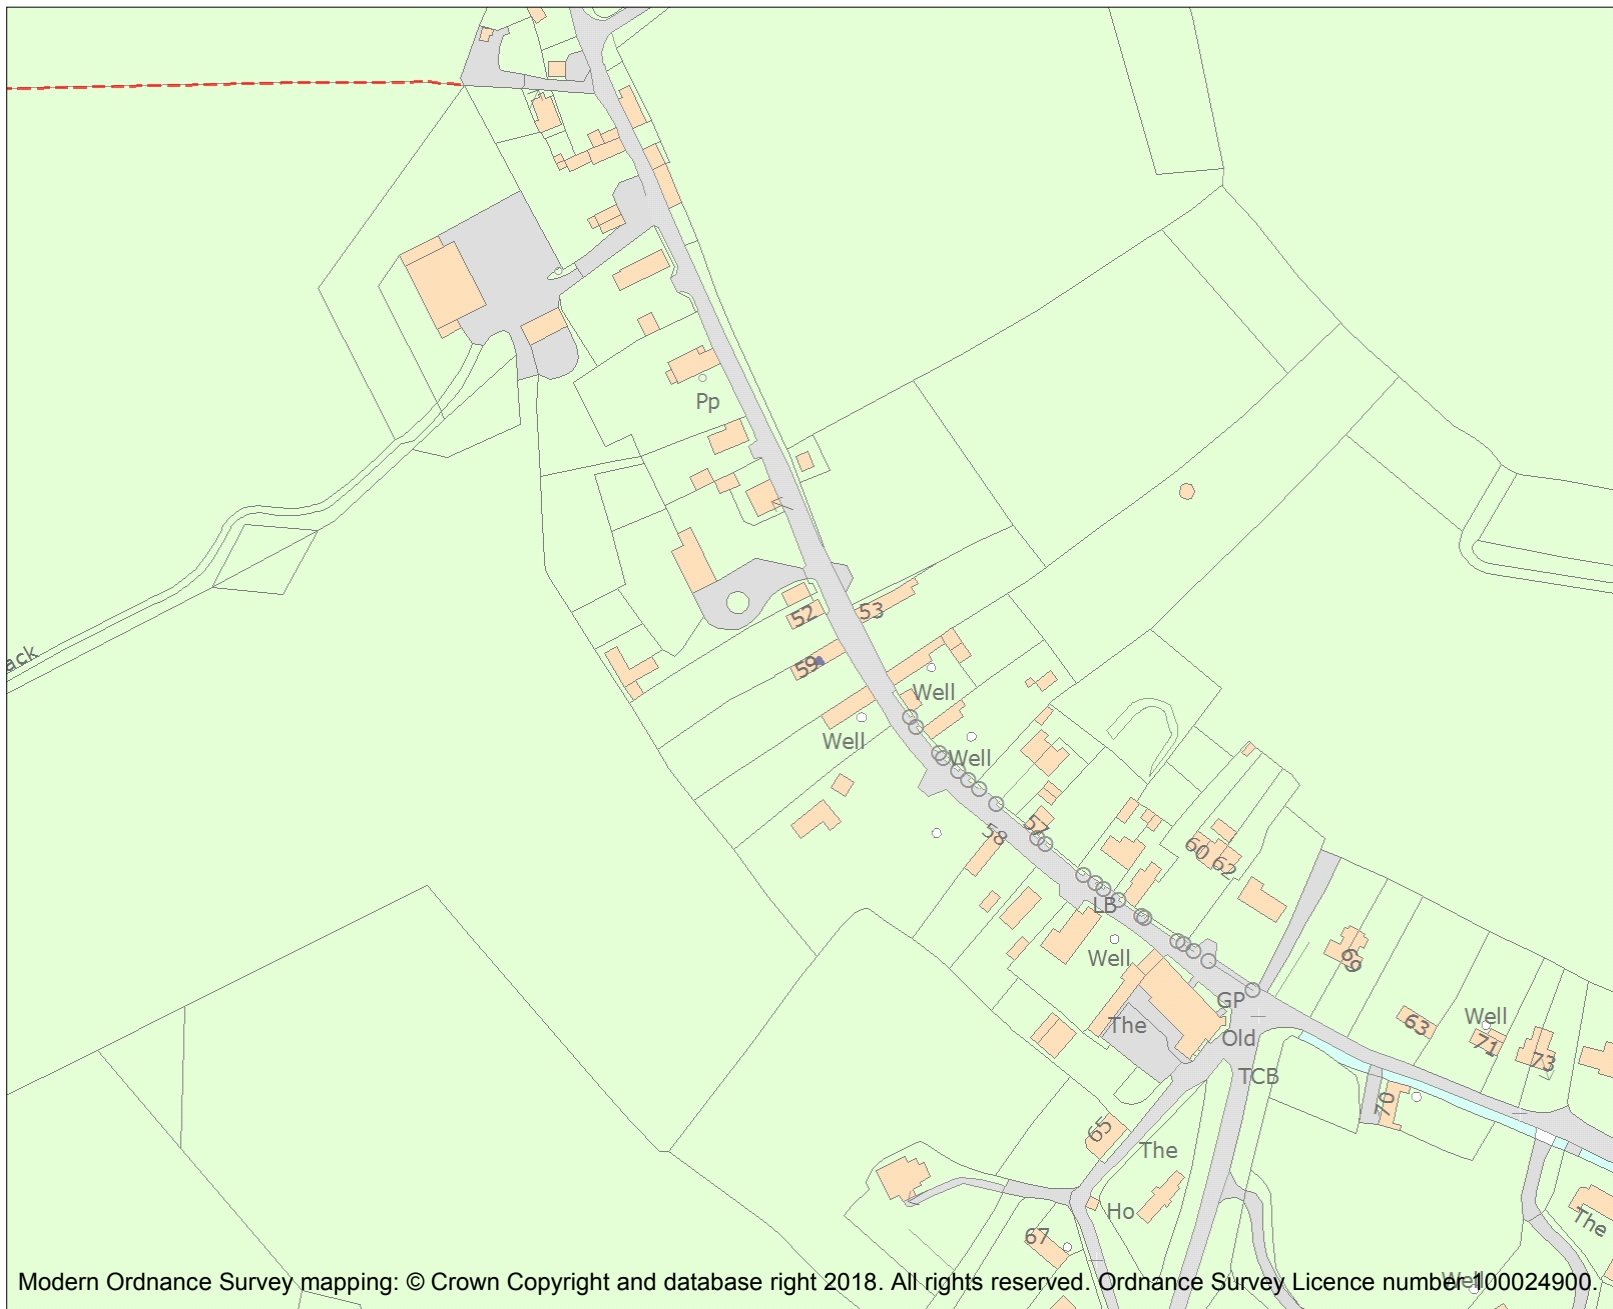 Pp
52
53
ack
59
Well
Well
Well
57
58
60
62
LB
Well
69
GP
The
Old
63
Well
71
73
TCB
70
65
The
Ho
67
The
Well
Modern Ordnance Survey mapping: © Crown Copyright and database right 2018. All rights reserved. Ordnance Survey Licence number 100024900.